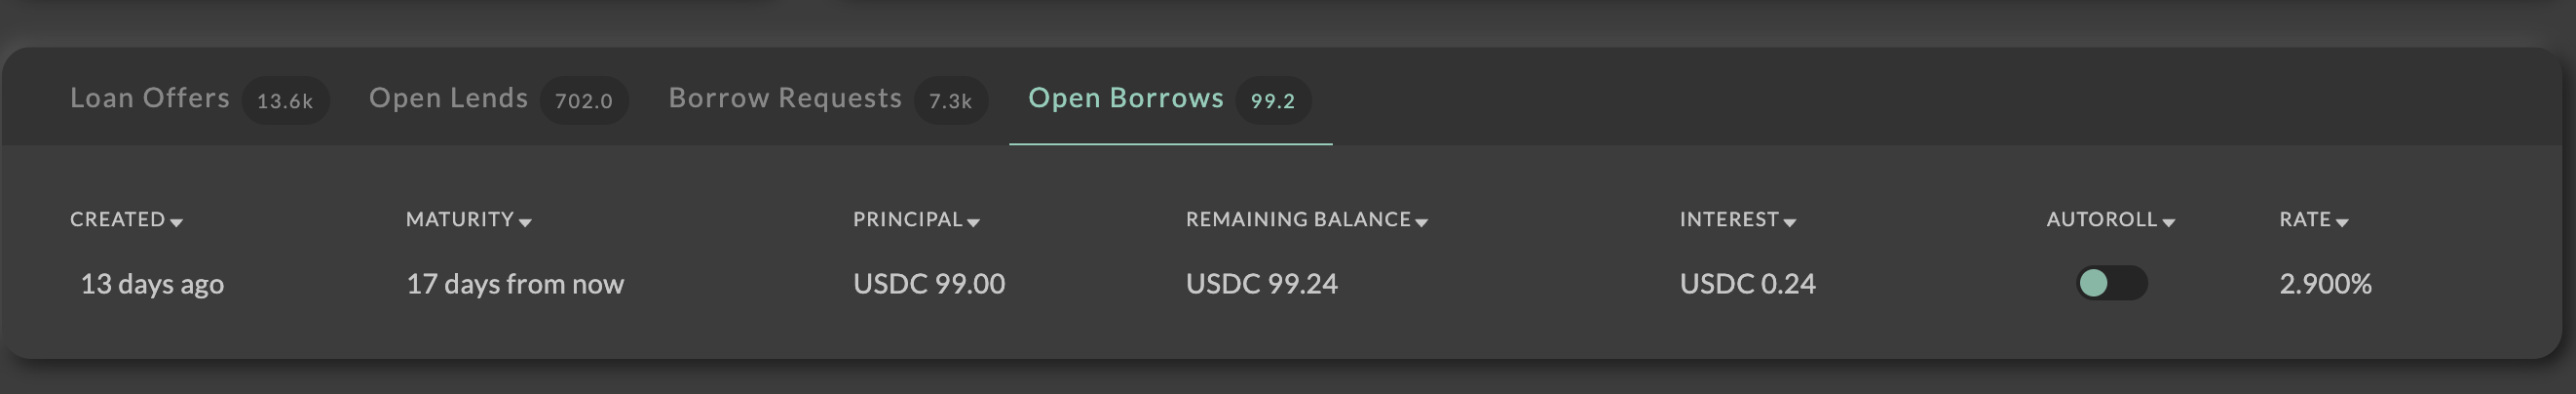 Loan Offers 13.6k Open Lends 702.0 Borrow Requests 7.3k Open Borrows 99.2
CREATED MATURITY PRINCIPAL REMAINING BALANCE INTEREST AUTOROLL RATE
13 days ago 17 days from now USDC 99.00 USDC 99.24 USDC 0.24 2.900%